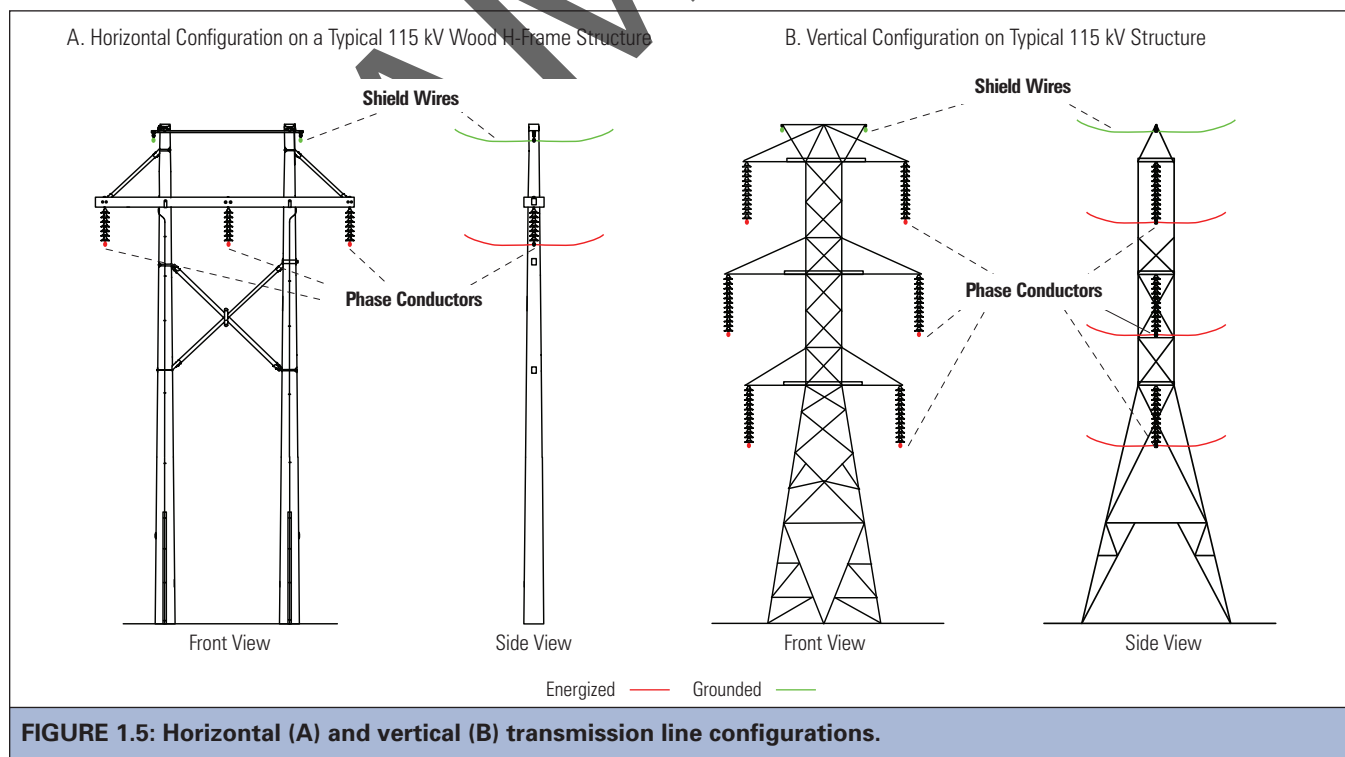 A. Horizontal Configuration on a Typical 115 kV Wood H-Frame Structure
B. Vertical Configuration on Typical 115 kV Structure
Shield Wires
Shield Wires
Phase Conductors
Phase Conductors
Front View
Side View
Front View
Side View
Energized
Grounded
FIGURE 1.5: Horizontal (A) and vertical (B) transmission line configurations.